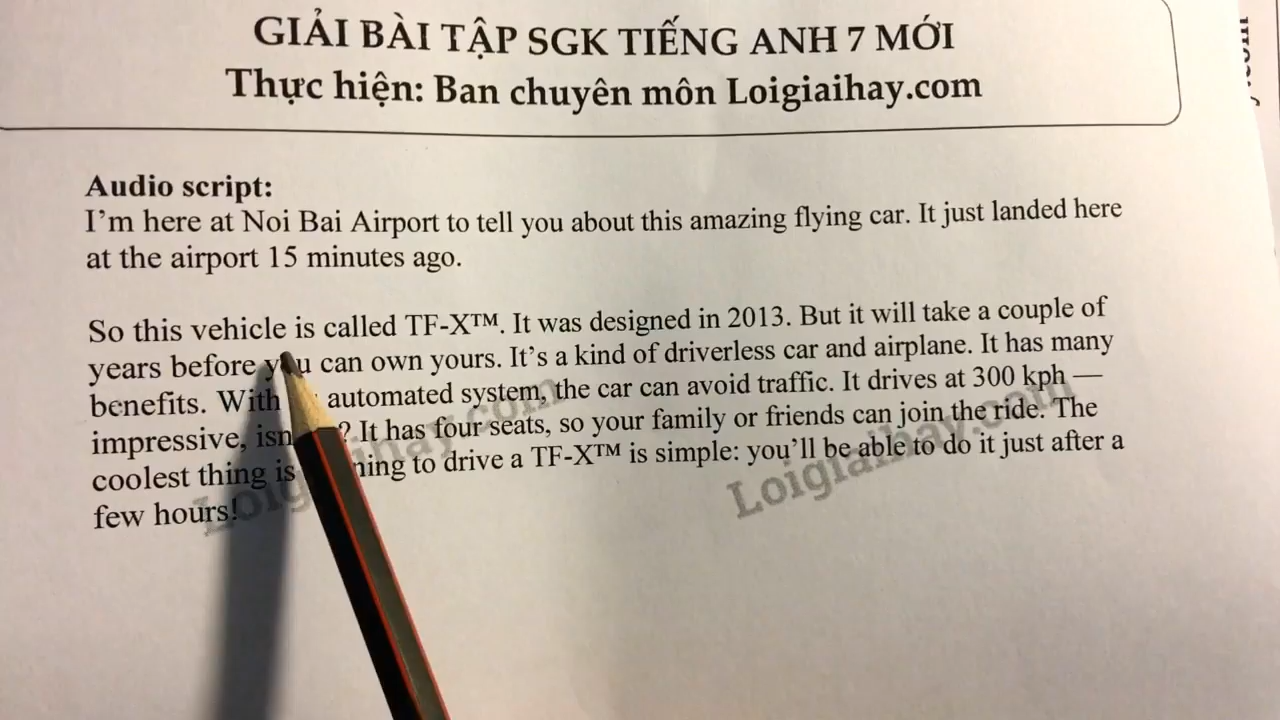 GIẢI BÀI TẬP SGK TIẾNG ANH 7 MỚI
Thực hiện: Ban chuyên môn Loigiaihay.com
Audio script:
I'm here at Noi Bai Airport to tell you about this amazing flying car. It just landed here
at the airport 15 minutes ago.
So this vehicle is called TF-X™. It was designed in 2013. But it will take a couple of
years before you can own yours. It's a kind of driverless car and airplane. It has many
benefits. With automated system, the car can avoid traffic. It drives at 300 kph —
impressive, ? It has four seats, so your family or friends can join the ride. The
coolest thing is to drive a TF-X™ is simple: you'll be able to do it just after a
few hours!
Loigiaihay.com